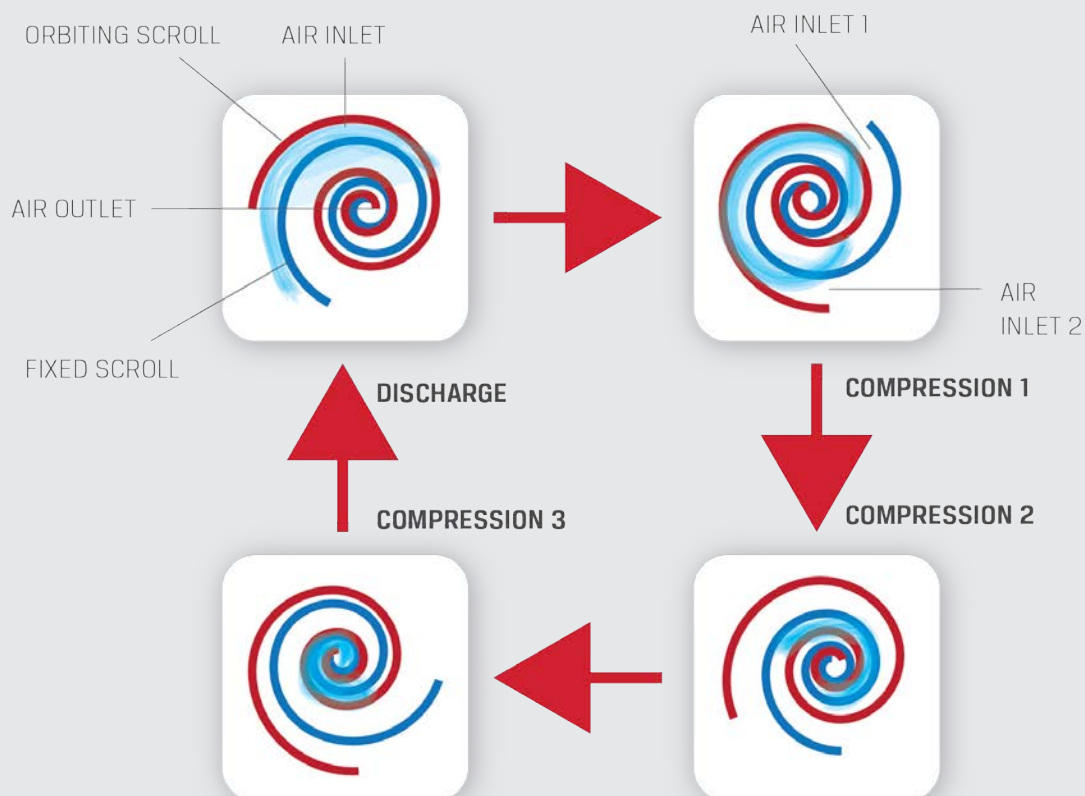 ORBITING SCROLL
AIR INLET
AIR INLET 1
AIR OUTLET
AIR
INLET 2
FIXED SCROLL
DISCHARGE
COMPRESSION 1
COMPRESSION 3
COMPRESSION 2